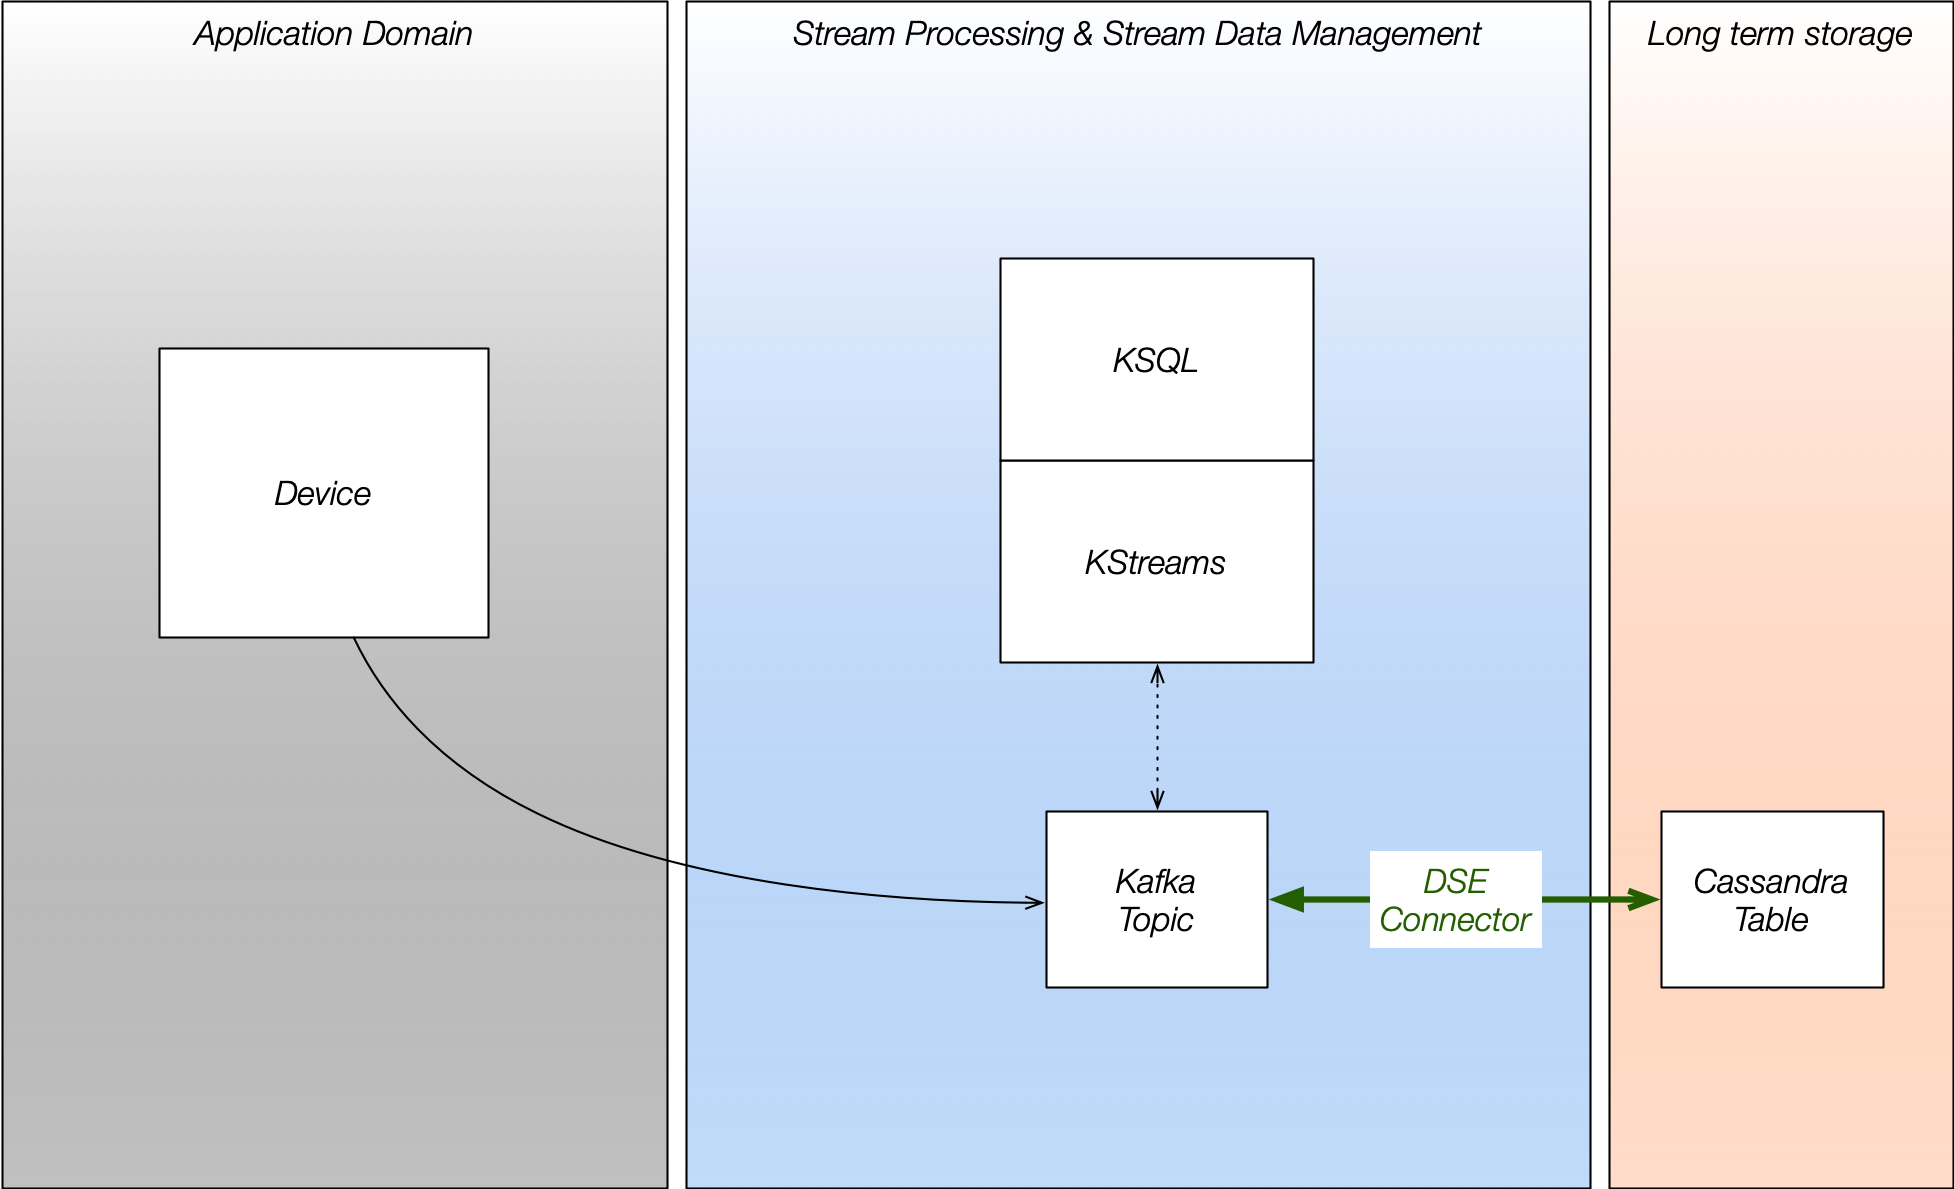 Application Domain
Stream Processing & Stream Data Management
Long term storage
Device
KSQL
KStreams
Kafka
Topic
DSE
Connector
Cassandra
Table